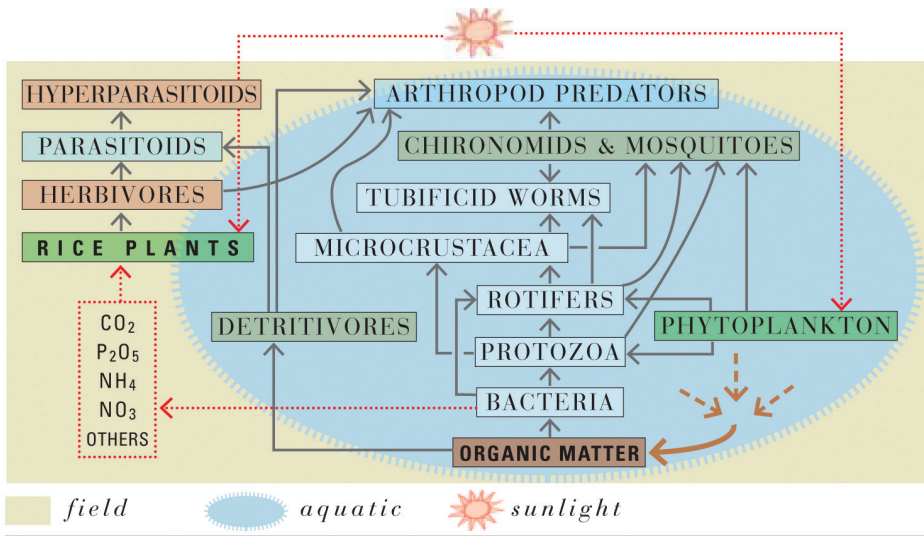 HYPERPARASITOIDS
ARTHROPOD PREDATORS
PARASITOIDS
CHIRONOMIDS & MOSQUITOES
HERBIVORES
TUBIFICID WORMS
RICE PLANTS
MICROCRUSTACEA
ROTIFERS
DETRITIVORES
PHYTOPLANKTON
CO₂
P₂O₅
NH₄
NO₃
OTHERS
PROTOZOA
BACTERIA
ORGANIC MATTER
field
aquatic
sunlight